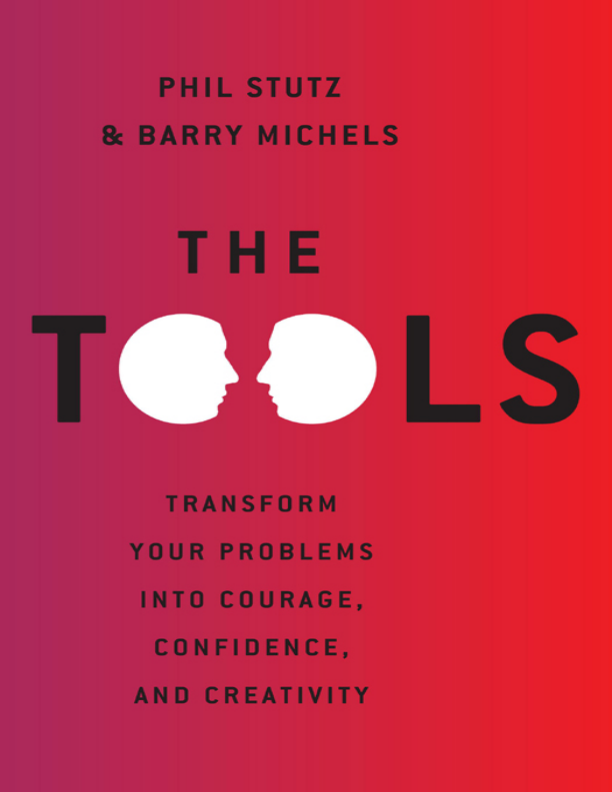 PHIL STUTZ
& BARRY MICHELS
THE
TOOLS
TRANSFORM
YOUR PROBLEMS
INTO COURAGE,
CONFIDENCE,
AND CREATIVITY